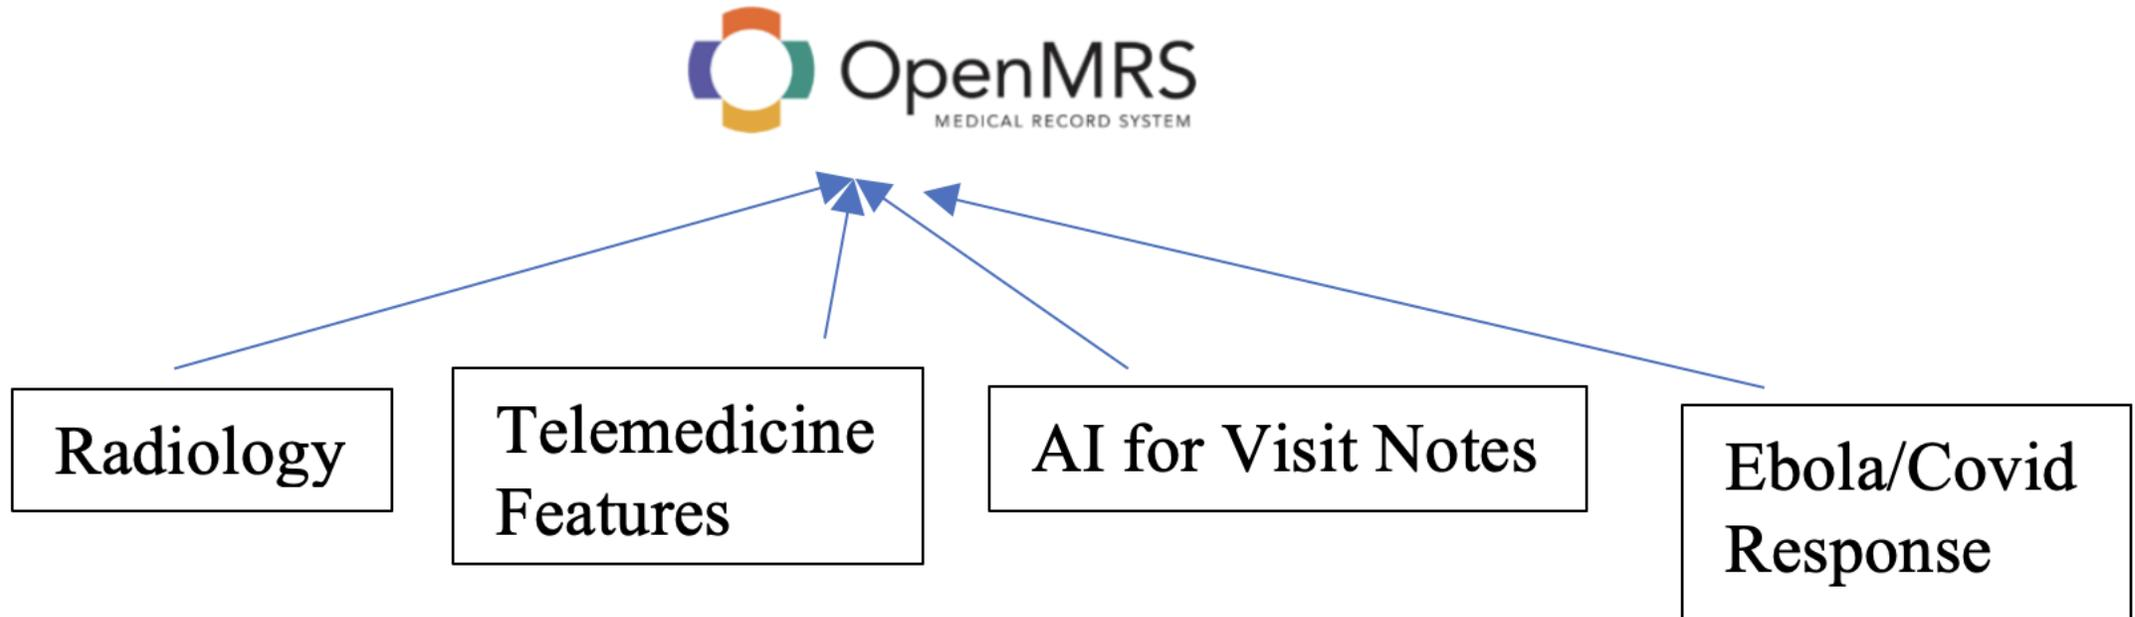 OpenMRS
MEDICAL RECORD SYSTEM
Radiology
Telemedicine
Features
AI for Visit Notes
Ebola/Covid
Response